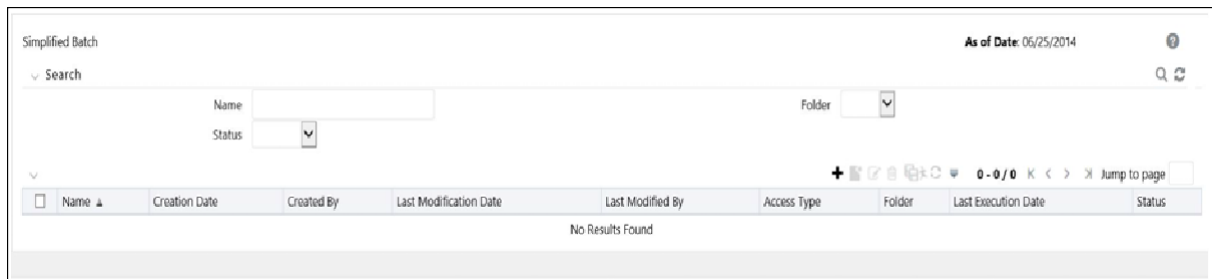 Simplified Batch As of Date: 06/25/2014
Search
Name Folder
Status
0 - 0 / 0 Jump to page
Name Creation Date Created By Last Modification Date Last Modified By Access Type Folder Last Execution Date Status
No Results Found